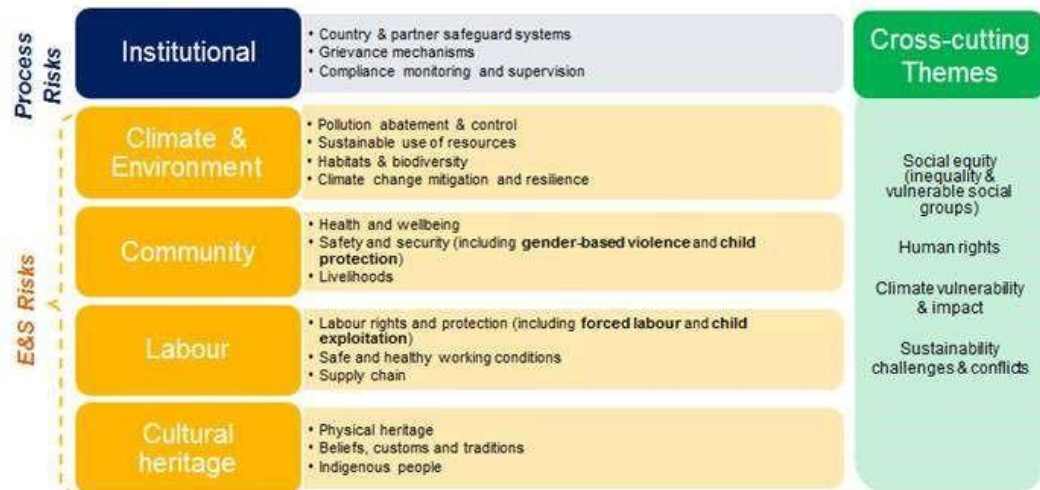 Process
Risks
Institutional
• Country & partner safeguard systems
• Grievance mechanisms
• Compliance monitoring and supervision
E&S Risks
Climate &
Environment
• Pollution abatement & control
• Sustainable use of resources
• Habitats & biodiversity
• Climate change mitigation and resilience
Community
• Health and wellbeing
• Safety and security (including gender-based violence and child
protection)
• Livelihoods
Labour
• Labour rights and protection (including forced labour and child
exploitation)
• Safe and healthy working conditions
• Supply chain
Cultural
heritage
• Physical heritage
• Beliefs, customs and traditions
• Indigenous people
Cross-cutting
Themes
Social equity
(inequality &
vulnerable social
groups)
Human rights
Climate vulnerability
& impact
Sustainability
challenges & conflicts